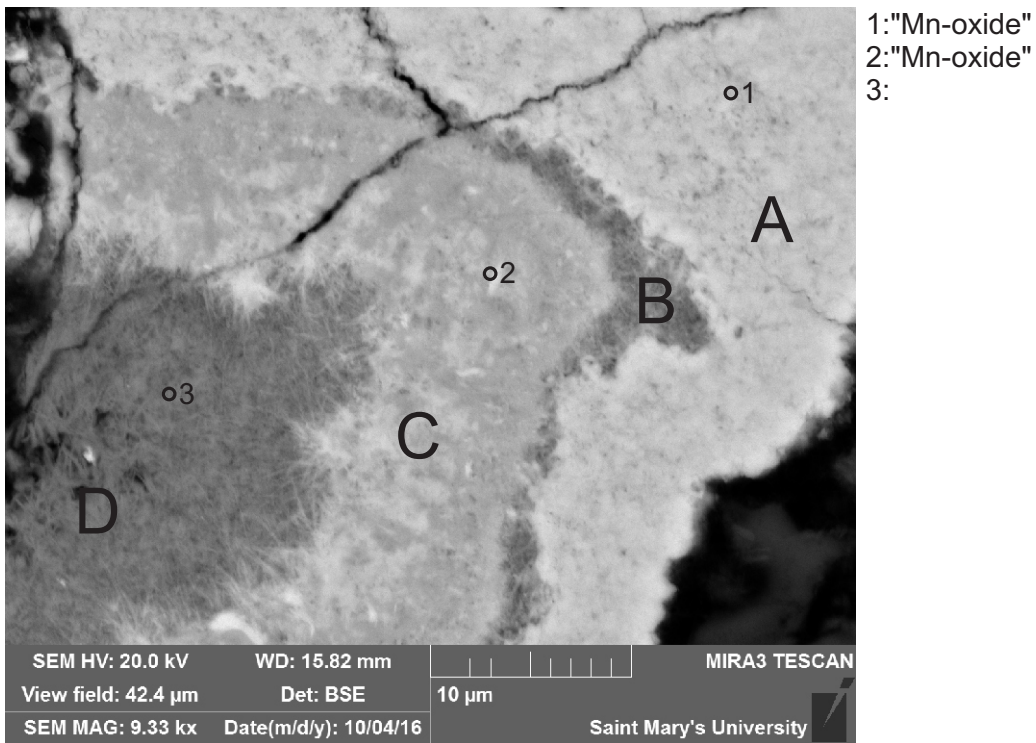 1:"Mn-oxide"
2:"Mn-oxide"
3:
1
A
2
B
3
C
D
SEM HV: 20.0 kV WD: 15.82 mm MIRA3 TESCAN
View field: 42.4 µm Det: BSE 10 µm
SEM MAG: 9.33 kx Date(m/d/y): 10/04/16 Saint Mary's University